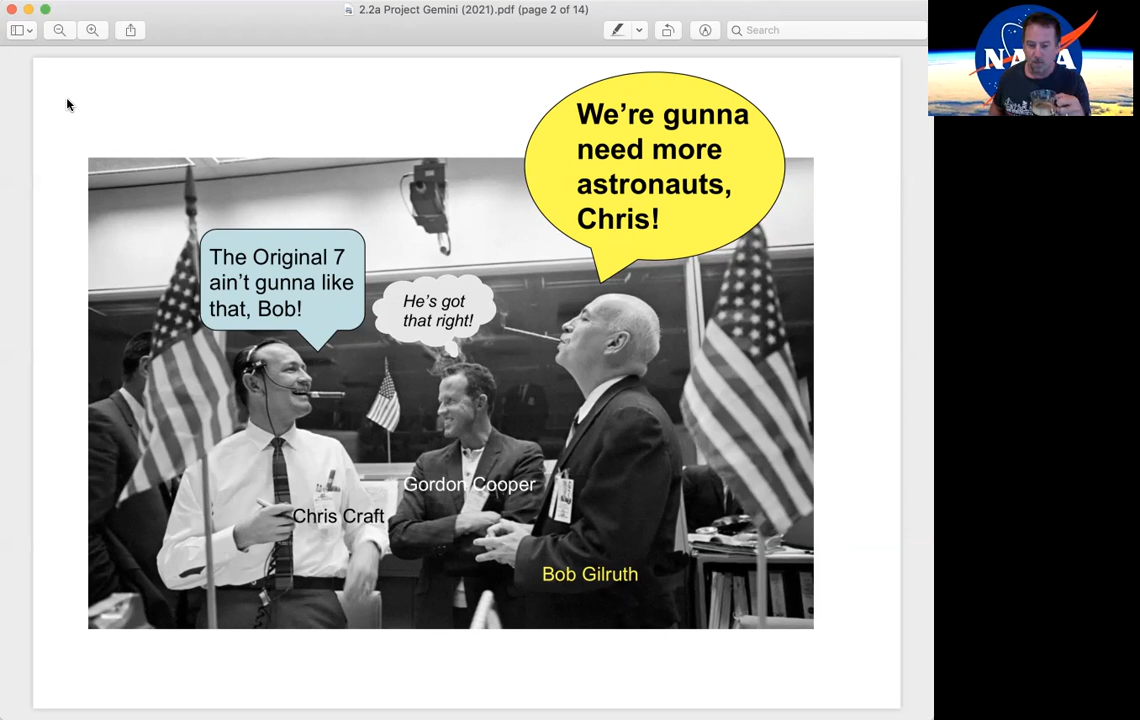 2.2a Project Gemini (2021).pdf (page 2 of 14)
Search
NASA
We're gunna
need more
astronauts,
Chris!
The Original 7
ain't gunna like
that, Bob!
He's got
that right!
Gordon Cooper
Chris Craft
Bob Gilruth